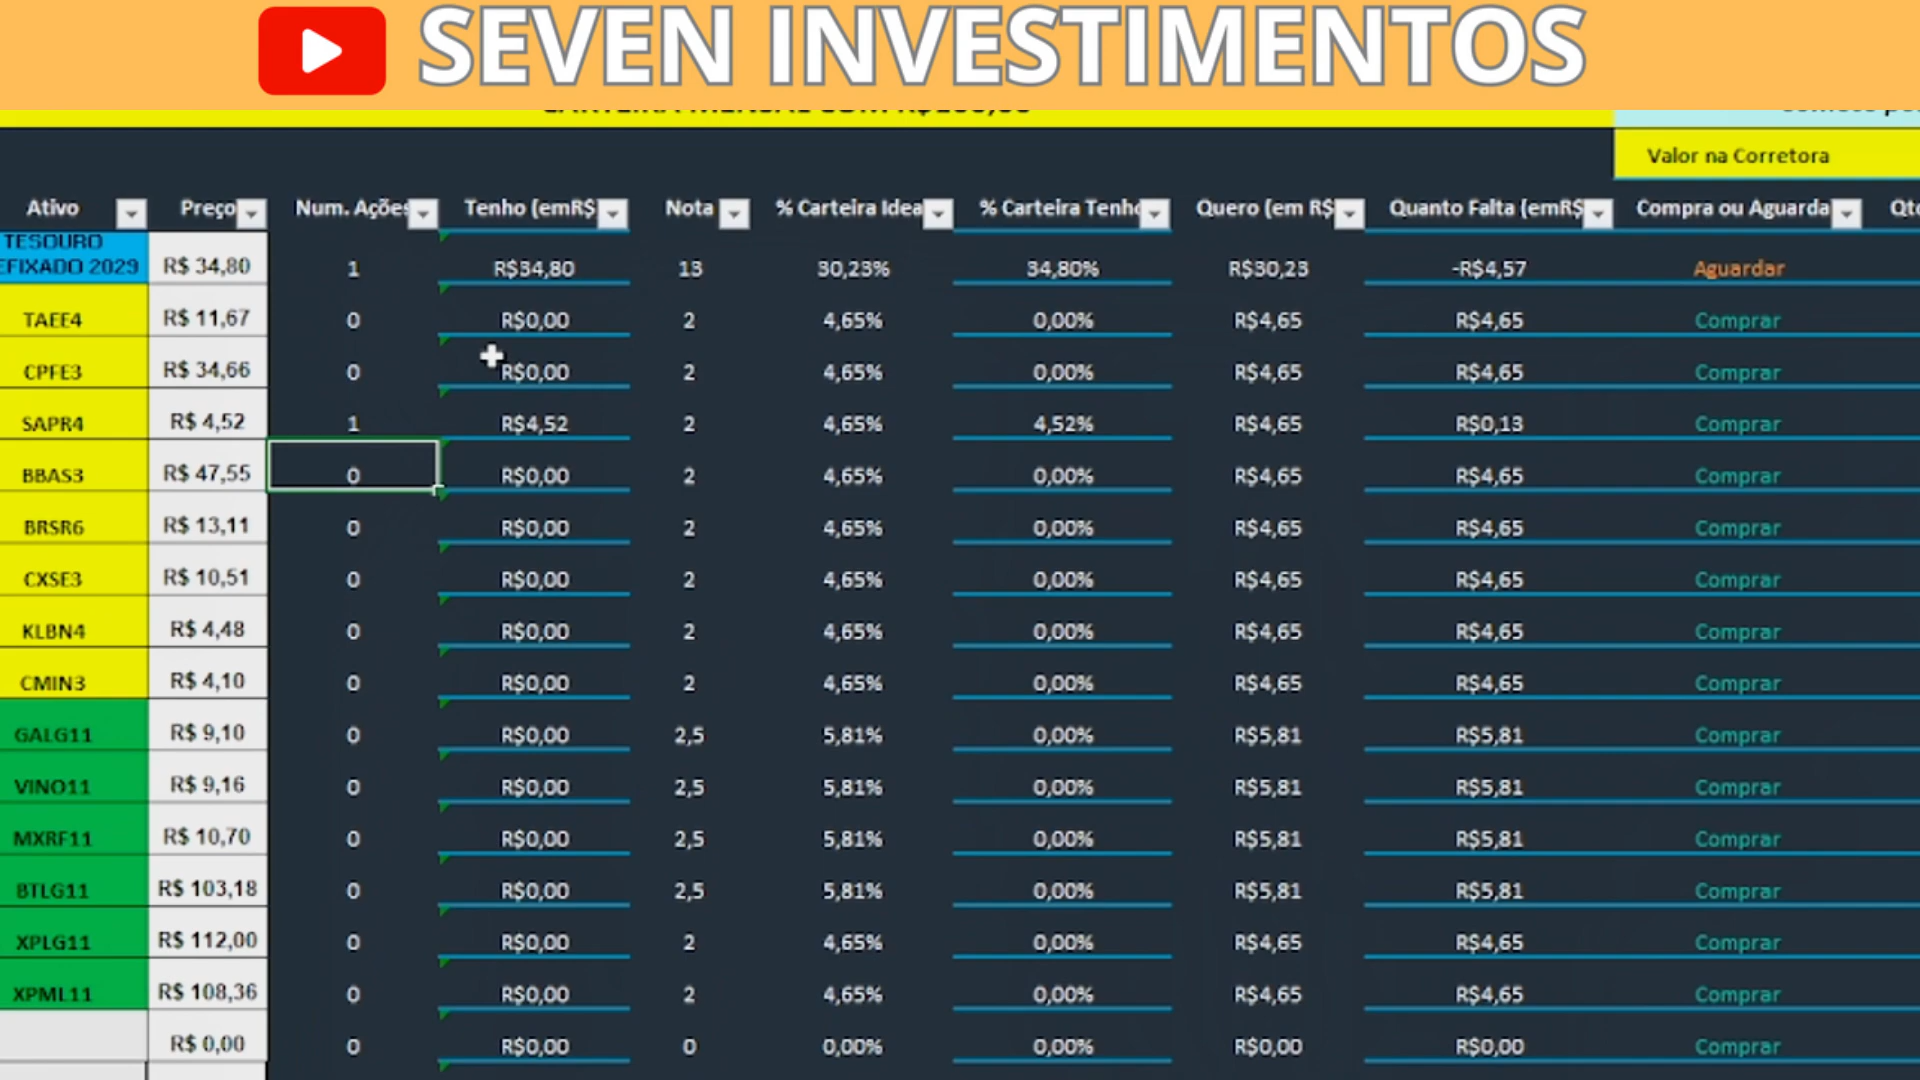 SEVEN INVESTIMENTOS
Valor na Corretora
Ativo Preço Num. Ações Tenho (emR$ Nota % Carteira Idea % Carteira Tenho Quero (em R$ Quanto Falta (emR$ Compra ou Aguarda Qt
TESOURO
EFIXADO 2029 R$ 34,80 1 R$34,80 13 30,23% 34,80% R$30,23 -R$4,57 Aguardar
TAEE4 R$ 11,67 0 R$0,00 2 4,65% 0,00% R$4,65 R$4,65 Comprar
CPFE3 R$ 34,66 0 R$0,00 2 4,65% 0,00% R$4,65 R$4,65 Comprar
SAPR4 R$ 4,52 1 R$4,52 2 4,65% 4,52% R$4,65 R$0,13 Comprar
BBAS3 R$ 47,55 0 R$0,00 2 4,65% 0,00% R$4,65 R$4,65 Comprar
BRSR6 R$ 13,11 0 R$0,00 2 4,65% 0,00% R$4,65 R$4,65 Comprar
CXSE3 R$ 10,51 0 R$0,00 2 4,65% 0,00% R$4,65 R$4,65 Comprar
KLBN4 R$ 4,48 0 R$0,00 2 4,65% 0,00% R$4,65 R$4,65 Comprar
CMIN3 R$ 4,10 0 R$0,00 2 4,65% 0,00% R$4,65 R$4,65 Comprar
GALG11 R$ 9,10 0 R$0,00 2,5 5,81% 0,00% R$5,81 R$5,81 Comprar
VINO11 R$ 9,16 0 R$0,00 2,5 5,81% 0,00% R$5,81 R$5,81 Comprar
MXRF11 R$ 10,70 0 R$0,00 2,5 5,81% 0,00% R$5,81 R$5,81 Comprar
BTLG11 R$ 103,18 0 R$0,00 2,5 5,81% 0,00% R$5,81 R$5,81 Comprar
XPLG11 R$ 112,00 0 R$0,00 2 4,65% 0,00% R$4,65 R$4,65 Comprar
XPML11 R$ 108,36 0 R$0,00 2 4,65% 0,00% R$4,65 R$4,65 Comprar
R$ 0,00 0 R$0,00 0 0,00% 0,00% R$0,00 R$0,00 Comprar